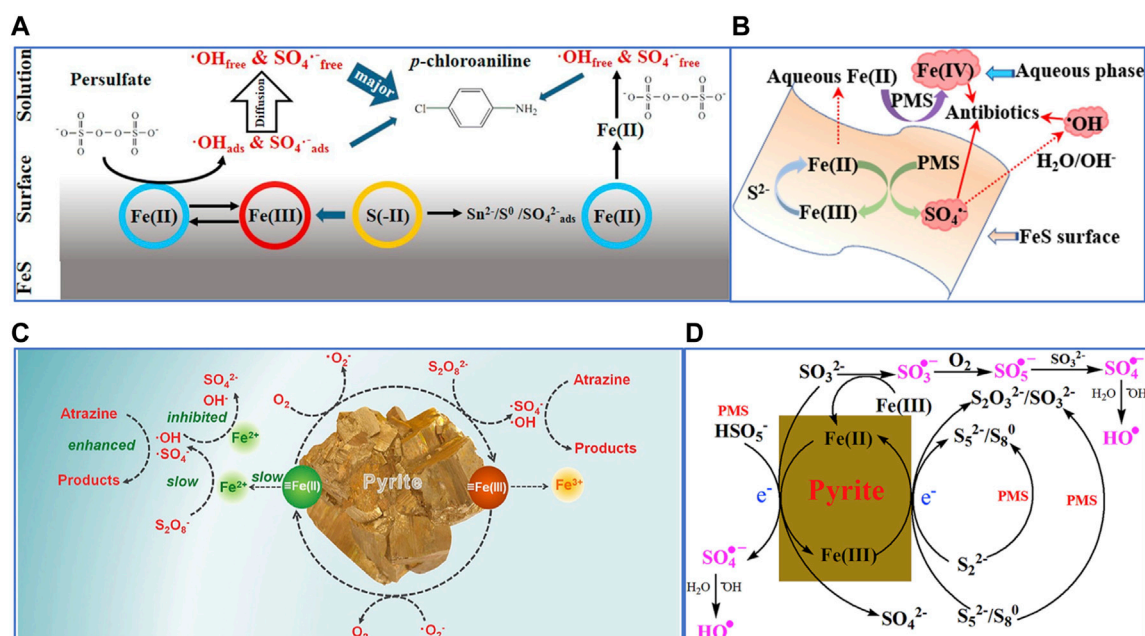 A
Solution
Surface
FeS
Persulfate
⁻O-S-O-O-S-O⁻
O
O
O
O
·OHfree & SO₄·⁻free
Diffusion
·OHads & SO₄·⁻ads
major
p-chloroaniline
Cl
NH₂
·OHfree & SO₄·⁻free
⁻O-S-O-O-S-O⁻
O
O
O
O
Fe(II)
Fe(II)
Fe(III)
S(-II)
Sn²⁻/S⁰ /SO₄²⁻ads
Fe(II)
B
Aqueous Fe(II)
PMS
Fe(IV)
Aqueous phase
Antibiotics
·OH
H₂O/OH⁻
Fe(II)
PMS
S²⁻
Fe(III)
SO₄·⁻
FeS surface
C
·O₂⁻
S₂O₈²⁻
O₂
Atrazine
·SO₄⁻
·OH
Products
SO₄²⁻
OH⁻
Atrazine
inhibited
enhanced
·OH
·SO₄⁻
Fe²⁺
Products
slow
Fe²⁺
slow
≡Fe(II)
Pyrite
≡Fe(III)
Fe³⁺
S₂O₈⁻
O₂
·O₂⁻
D
SO₃²⁻
SO₃•⁻
O₂
SO₅•⁻
SO₃²⁻
SO₄•⁻
Fe(III)
S₂O₃²⁻/SO₃²⁻
H₂O
⁻OH
PMS
HSO₅⁻
Fe(II)
S₅²⁻/S₈⁰
HO•
Pyrite
e⁻
e⁻
PMS
PMS
SO₄•⁻
Fe(III)
S₂²⁻
H₂O
⁻OH
HO•
SO₄²⁻
S₅²⁻/S₈⁰